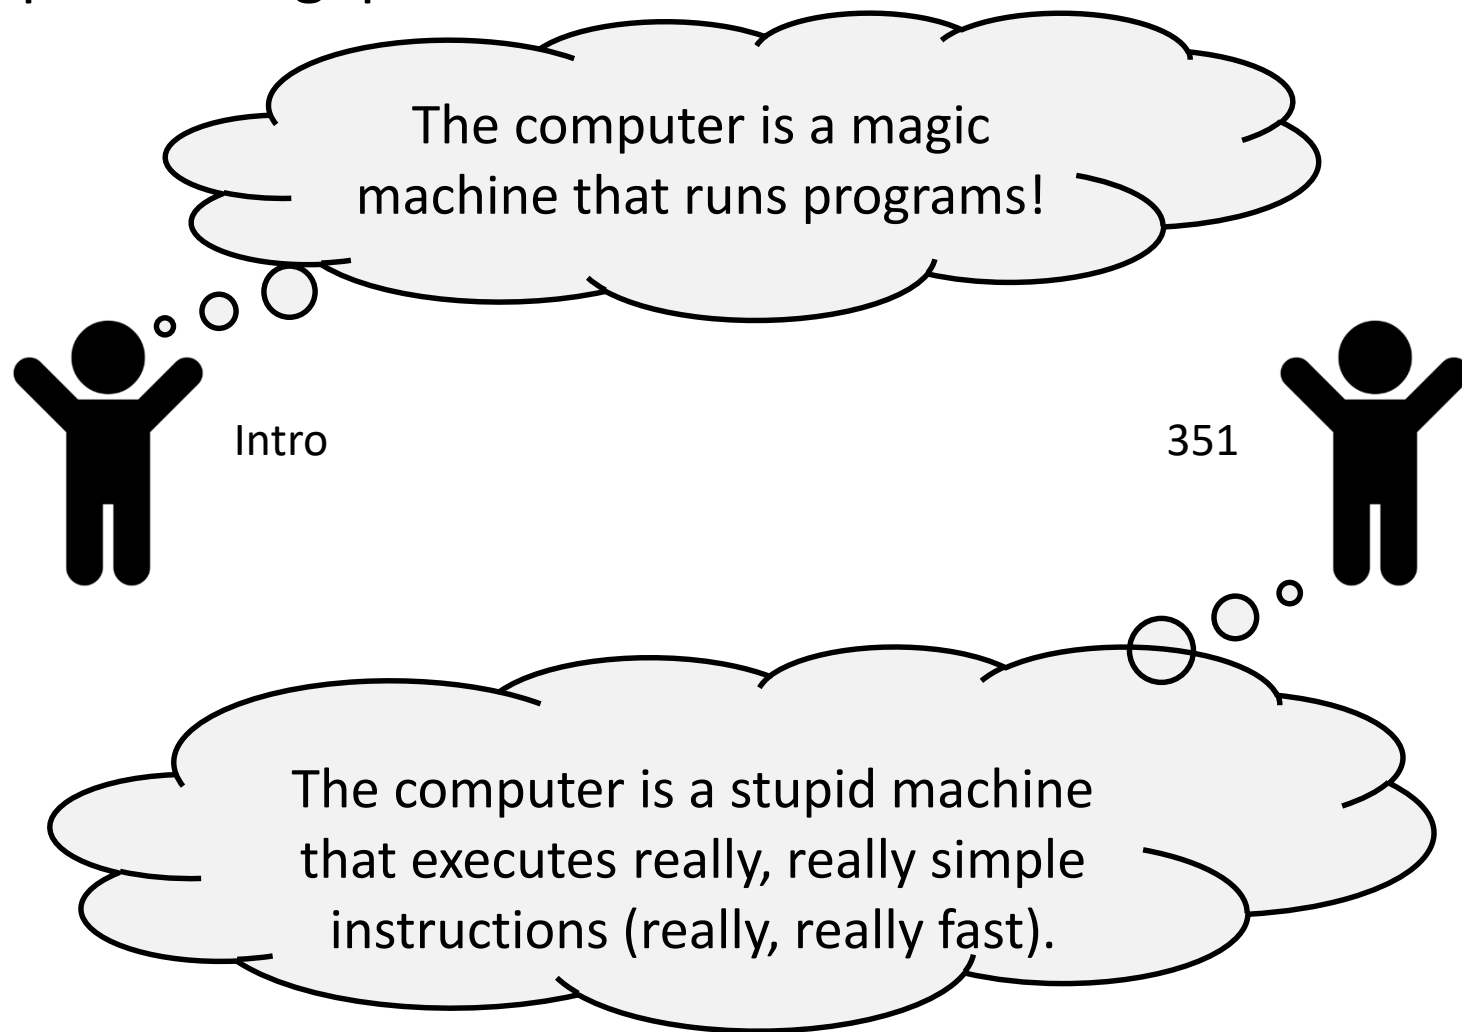 The computer is a magic
machine that runs programs!
Intro
351
The computer is a stupid machine
that executes really, really simple
instructions (really, really fast).